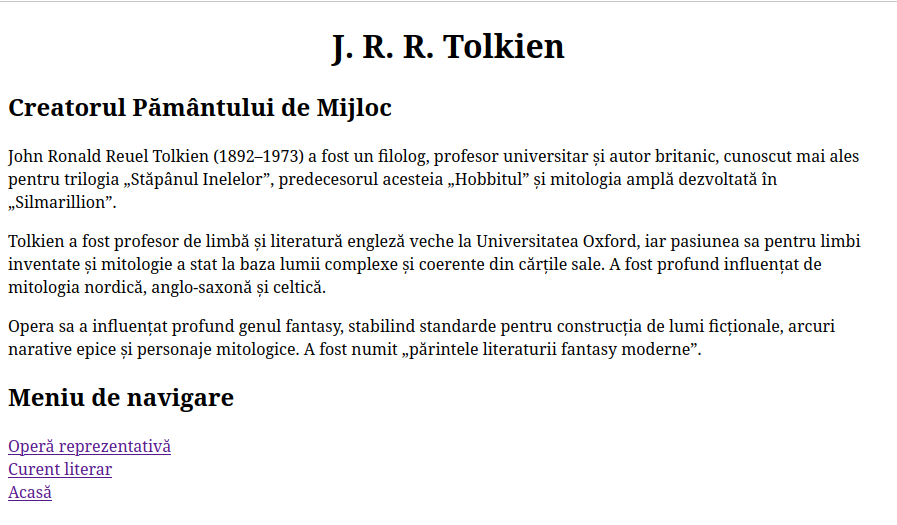 J. R. R. Tolkien
Creatorul Pământului de Mijloc
John Ronald Reuel Tolkien (1892–1973) a fost un filolog, profesor universitar și autor britanic, cunoscut mai ales
pentru trilogia „Stăpânul Inelelor”, predecesorul acesteia „Hobbitul” și mitologia amplă dezvoltată în
„Silmarillion”.
Tolkien a fost profesor de limbă și literatură engleză veche la Universitatea Oxford, iar pasiunea sa pentru limbi
inventate și mitologie a stat la baza lumii complexe și coerente din cărțile sale. A fost profund influențat de
mitologia nordică, anglo-saxonă și celtică.
Opera sa a influențat profund genul fantasy, stabilind standarde pentru construcția de lumi ficționale, arcuri
narative epice și personaje mitologice. A fost numit „părintele literaturii fantasy moderne”.
Meniu de navigare
Operă reprezentativă
Curent literar
Acasă